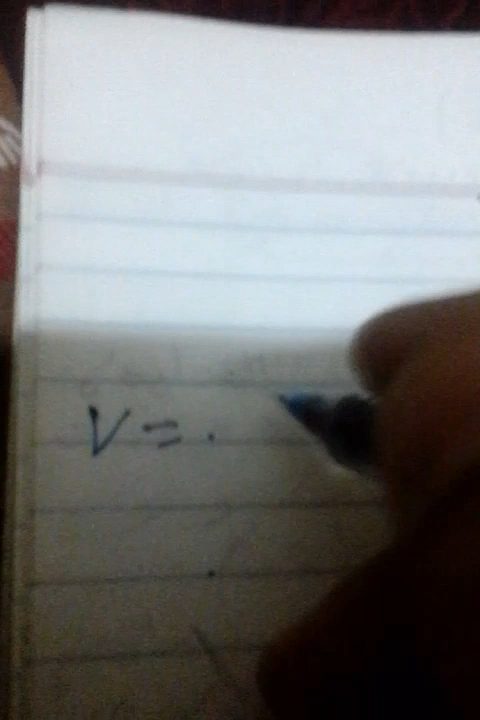 V = .